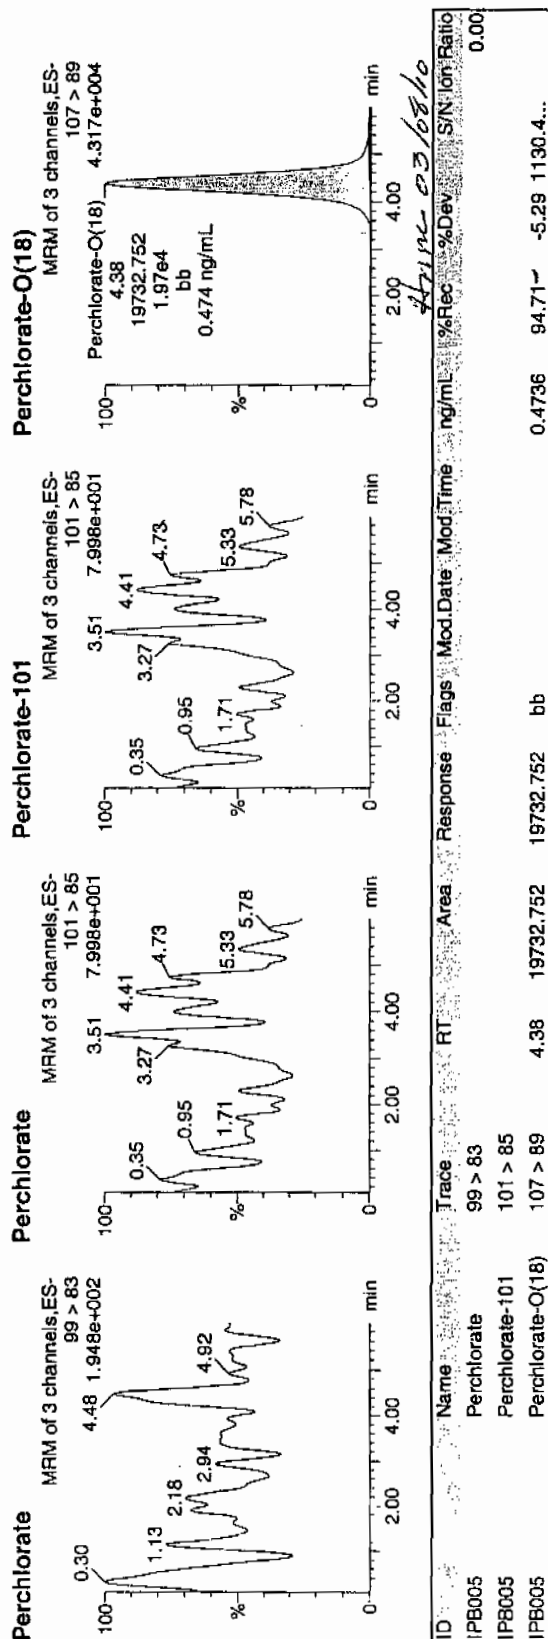 Perchlorate
MRM of 3 channels,ES-
99 > 83
1.948e+002
100
%
0
0.30
1.13
2.18
2.94
4.48
4.92
2.00
4.00
min
Perchlorate
MRM of 3 channels,ES-
101 > 85
7.998e+001
100
%
0
0.35
0.95
1.71
3.27
3.51
4.41
4.73
5.33
5.78
2.00
4.00
min
Perchlorate-101
MRM of 3 channels,ES-
101 > 85
7.998e+001
100
%
0
0.35
0.95
1.71
3.27
3.51
4.41
4.73
5.33
5.78
2.00
4.00
min
Perchlorate-O(18)
MRM of 3 channels,ES-
107 > 89
4.317e+004
100
%
0
Perchlorate-O(18)
4.38
19732.752
1.97e4
bb
0.474 ng/mL
2.00
4.00
min
03/08/10
ID Name Trace RT Area Response Flags Mod.Date Mod.Time ng/mL %Rec %Dev S/N Ion Ratio
IPB005 Perchlorate 99 > 83 0.00
IPB005 Perchlorate-101 101 > 85
IPB005 Perchlorate-O(18) 107 > 89 4.38 19732.752 19732.752 bb 0.4736 94.71 -5.29 1130.4...